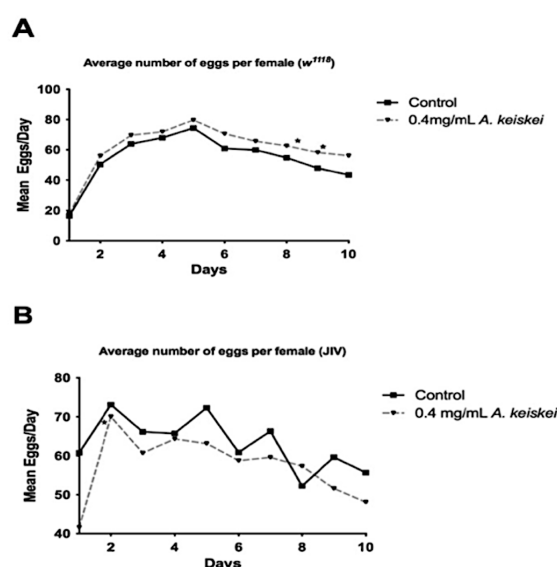 A
Average number of eggs per female (w¹¹¹⁸)
Control
0.4mg/mL A. keiskei
Mean Eggs/Day
100
80
60
40
20
0
2
4
6
8
10
*
*
Days
B
Average number of eggs per female (JIV)
Control
0.4 mg/mL A. keiskei
Mean Eggs/Day
80
70
60
50
40
*
2
4
6
8
10
Days